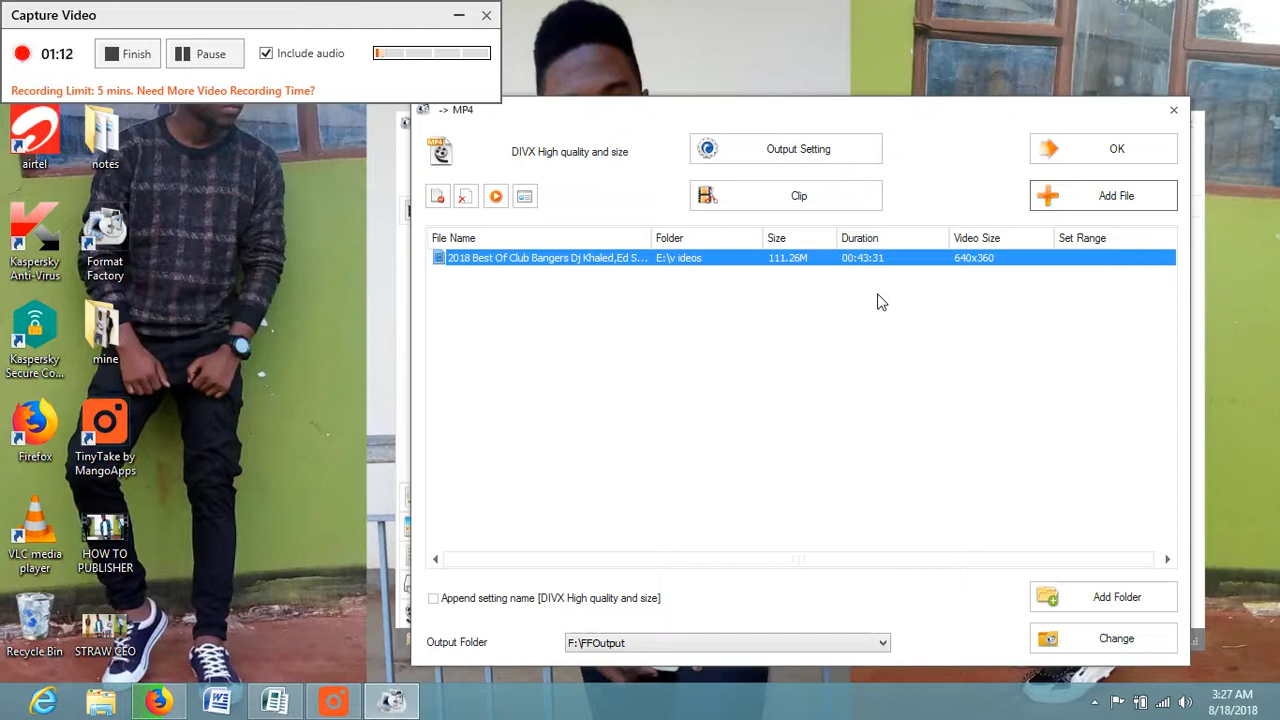 Capture Video
01:12 Finish Pause Include audio
Recording Limit: 5 mins. Need More Video Recording Time?
-> MP4
MP4 DIVX High quality and size Output Setting OK
Clip Add File
File Name Folder Size Duration Video Size Set Range
2018 Best Of Club Bangers Dj Khaled,Ed S... E:\v ideos 111.26M 00:43:31 640x360
Append setting name [DIVX High quality and size] Add Folder
Output Folder F:\FFOutput Change
airtel
notes
Kaspersky
Anti-Virus
Format
Factory
Kaspersky
Secure Co...
mine
Firefox
TinyTake by
MangoApps
VLC media
player
HOW TO
PUBLISHER
Recycle Bin
STRAW CEO
3:27 AM
8/18/2018